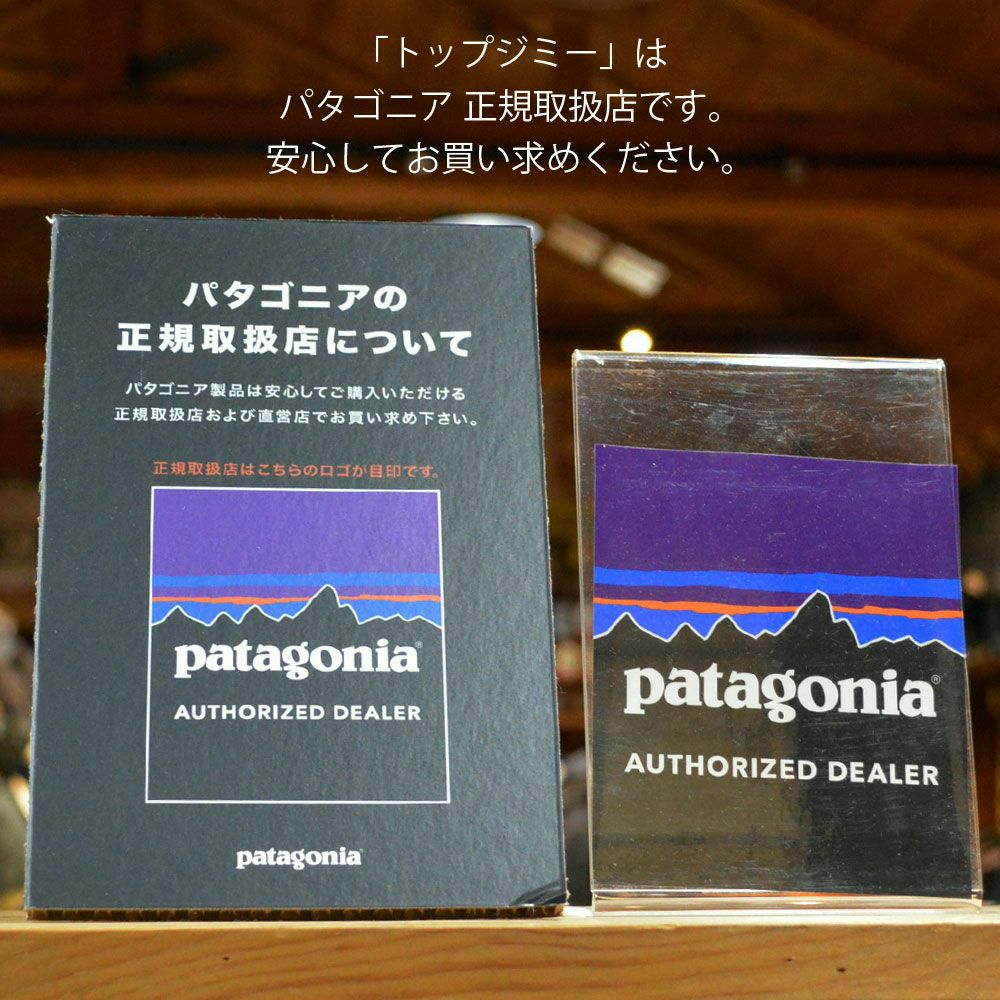 「トップジミー」は
パタゴニア 正規取扱店です。
安心してお買い求めください。
パタゴニアの
正規取扱店について
パタゴニア製品は安心してご購入いただける
正規取扱店および直営店でお買い求め下さい。
正規取扱店はこちらのロゴが目印です。
patagonia®
AUTHORIZED DEALER
patagonia®
patagonia®
AUTHORIZED DEALER